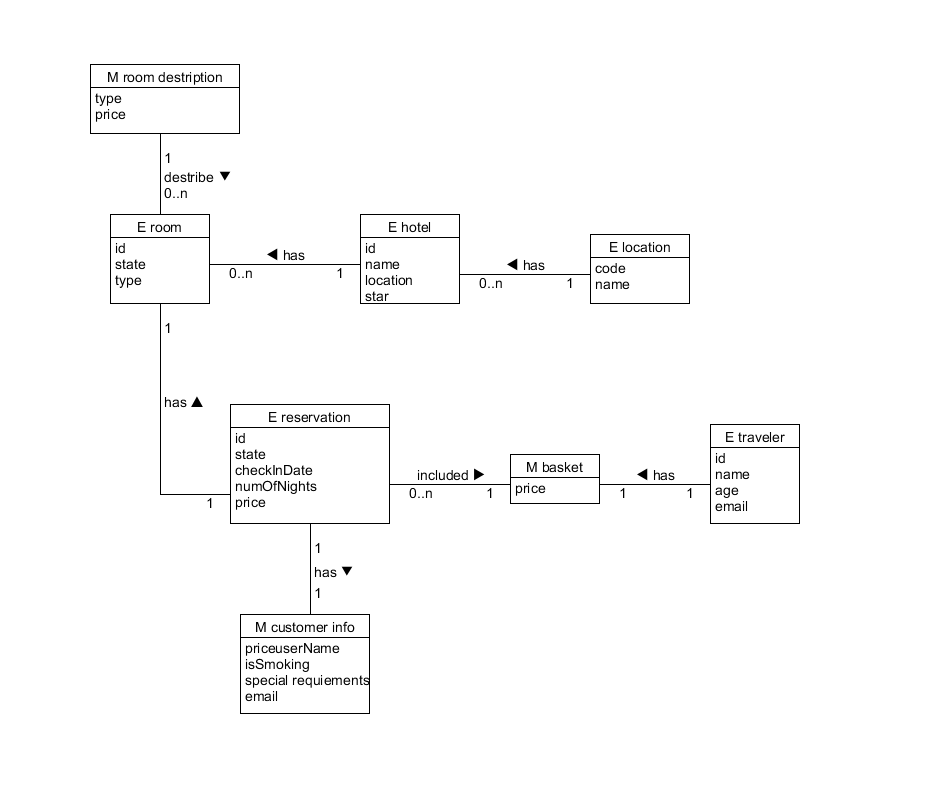 M room destription
type
price
1
destribe ▼
0..n
E room
id
state
type
◀ has
0..n
1
E hotel
id
name
location
star
◀ has
0..n
1
E location
code
name
1
has ▲
1
E reservation
id
state
checkInDate
numOfNights
price
included ▶
0..n
1
M basket
price
◀ has
1
1
E traveler
id
name
age
email
1
has ▼
1
M customer info
priceuserName
isSmoking
special requiements
email